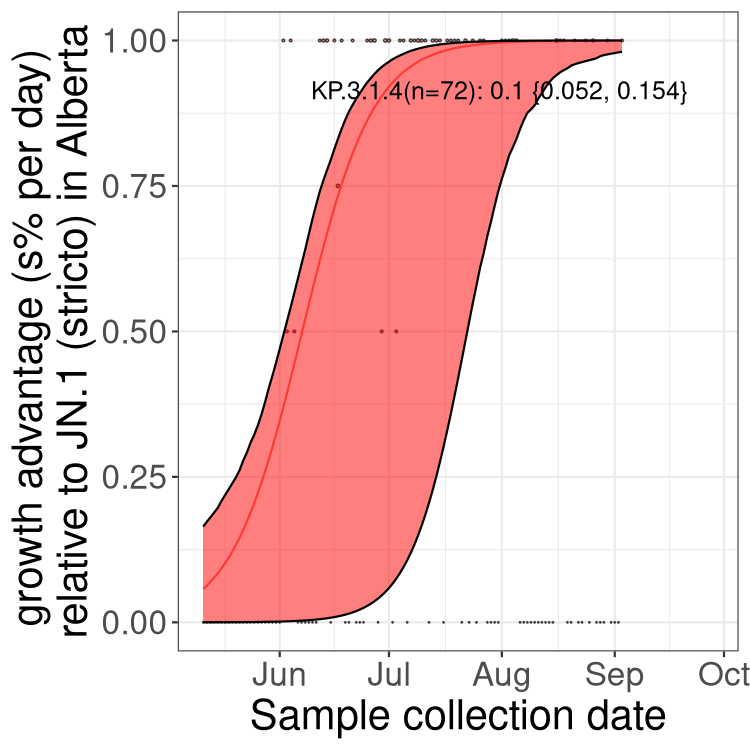 growth advantage (s% per day)
relative to JN.1 (stricto) in Alberta
1.00
0.75
0.50
0.25
0.00
KP.3.1.4(n=72): 0.1 {0.052, 0.154}
Jun Jul Aug Sep Oct
Sample collection date